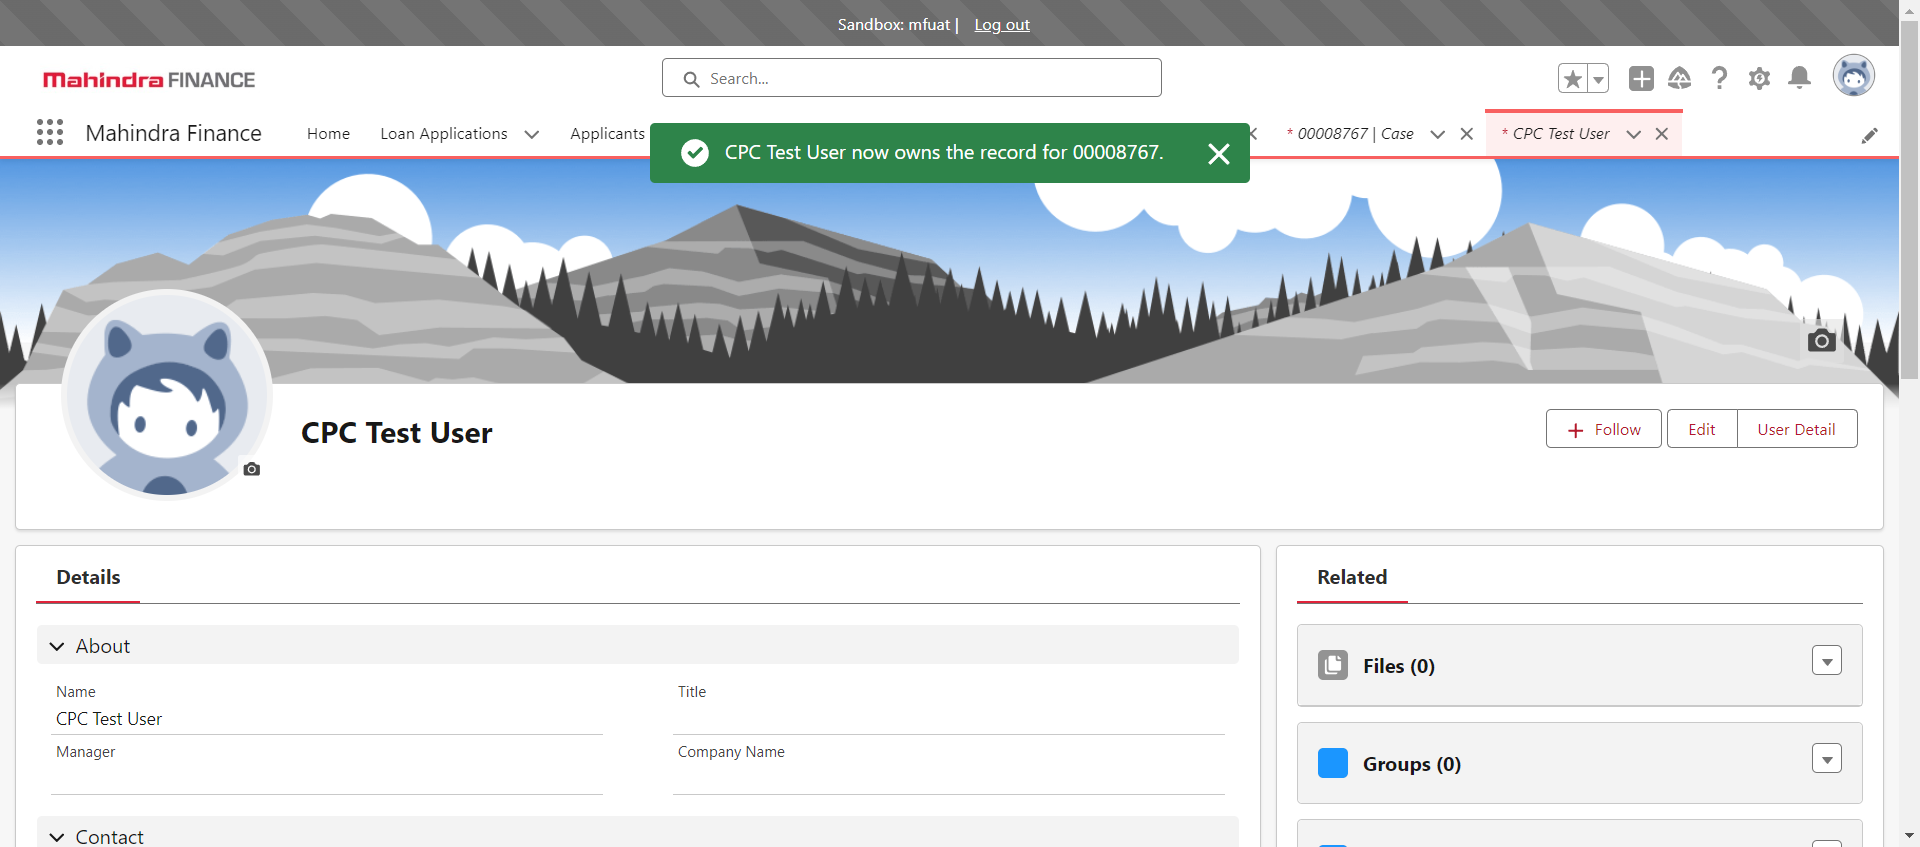 Sandbox: mfuat | Log out
Mahindra FINANCE
Search...
Mahindra Finance
Home
Loan Applications
Applicants
* 00008767 | Case
* CPC Test User
CPC Test User now owns the record for 00008767.
CPC Test User
Follow
Edit
User Detail
Details
Related
About
Name
Title
CPC Test User
Manager
Company Name
Contact
Files (0)
Groups (0)